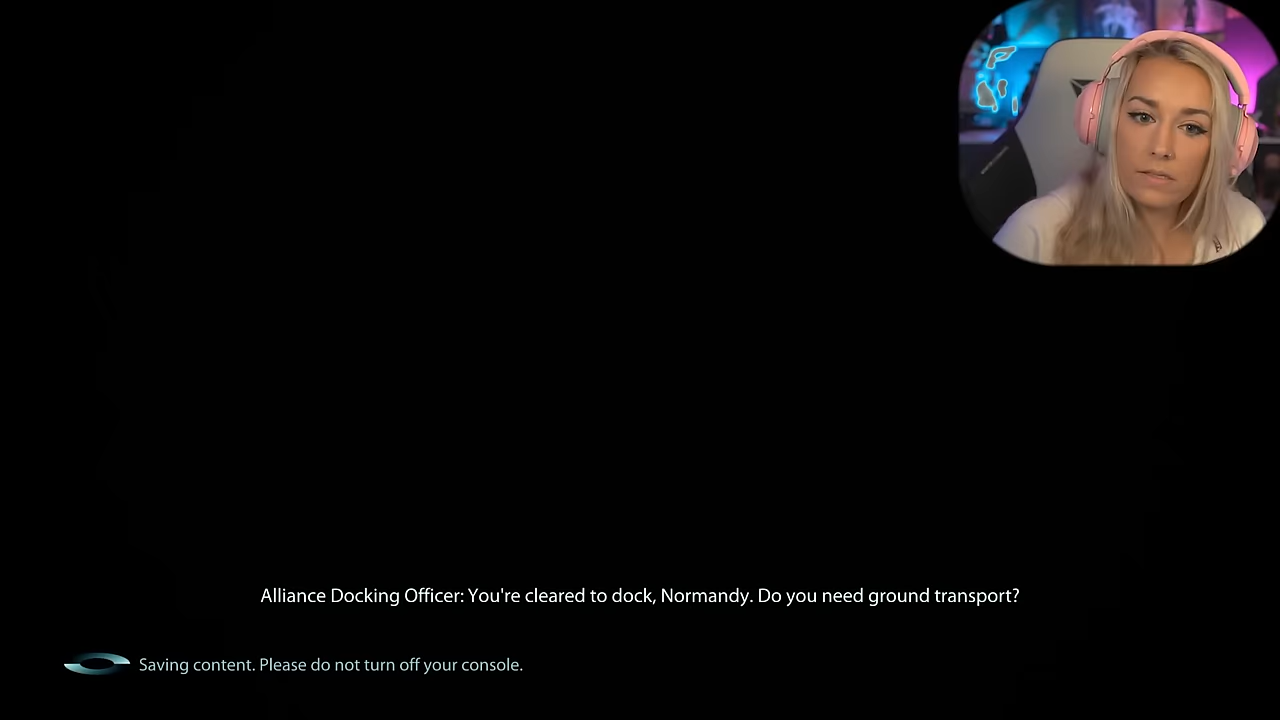 Alliance Docking Officer: You're cleared to dock, Normandy. Do you need ground transport?
Saving content. Please do not turn off your console.